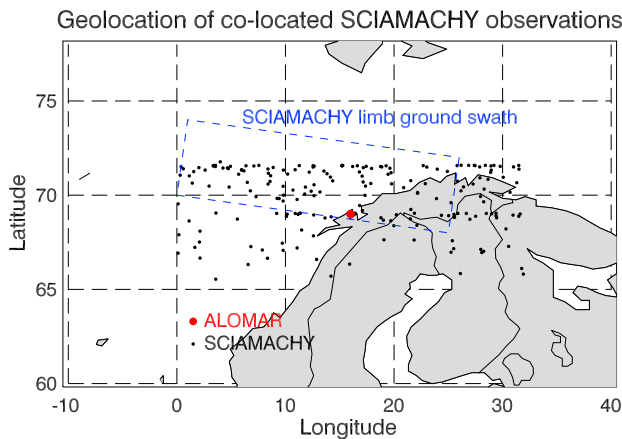 Geolocation of co-located SCIAMACHY observations
75
SCIAMACHY limb ground swath
70
Latitude
65
ALOMAR
SCIAMACHY
60
-10 0 10 20 30 40
Longitude